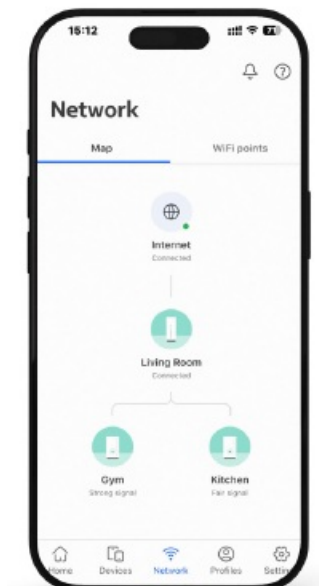 15:12
Network
Map WiFi points
Internet
Connected
Living Room
Connected
Gym Kitchen
Strong signal Fair signal
Home Devices Network Profiles